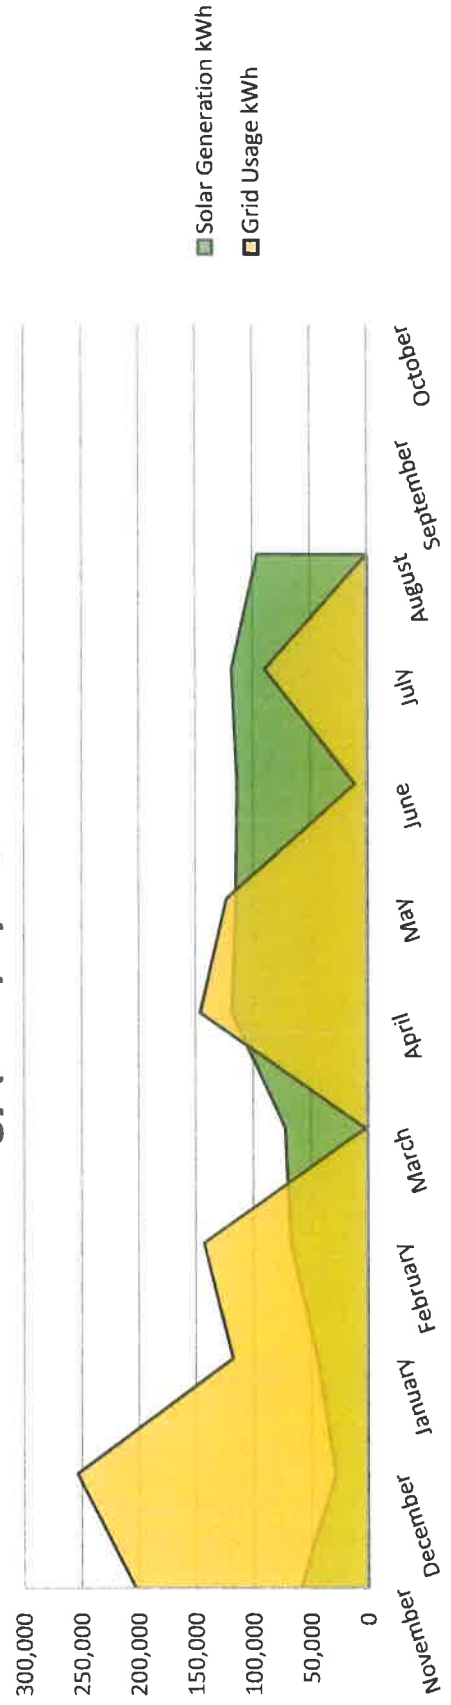 300,000
250,000
200,000
150,000
100,000
50,000
0
November
December
January
February
March
April
May
June
July
August
September
October
Solar Generation kWh
Grid Usage kWh